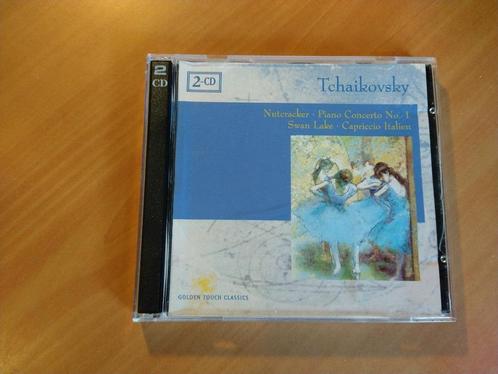 2
CD
2-CD
Tchaikovsky
Nutcracker · Piano Concerto No. 1
Swan Lake · Capriccio Italien
GOLDEN TOUCH CLASSICS